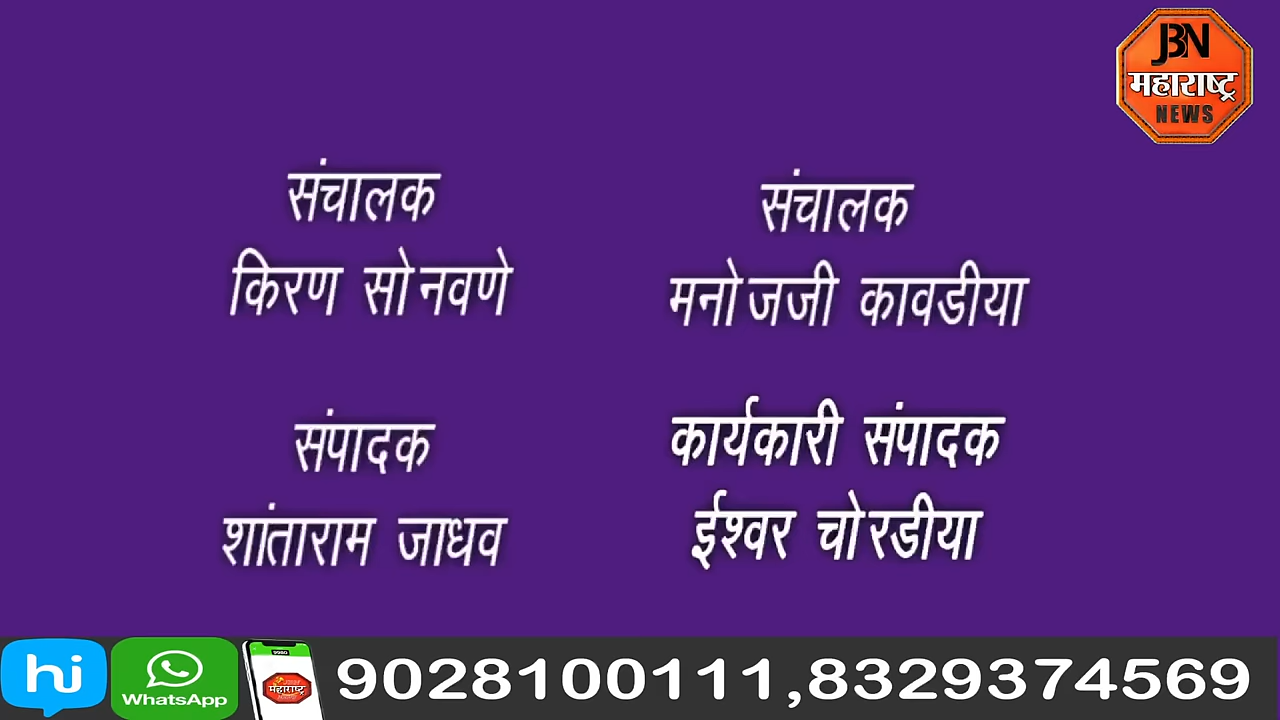 JBN
महाराष्ट्र
NEWS
संचालक
किरण सोनवणे
संचालक
मनोजजी कावडीया
संपादक
शांताराम जाधव
कार्यकारी संपादक
ईश्वर चोरडीया
hi
WhatsApp
महाराष्ट्र
9028100111,8329374569